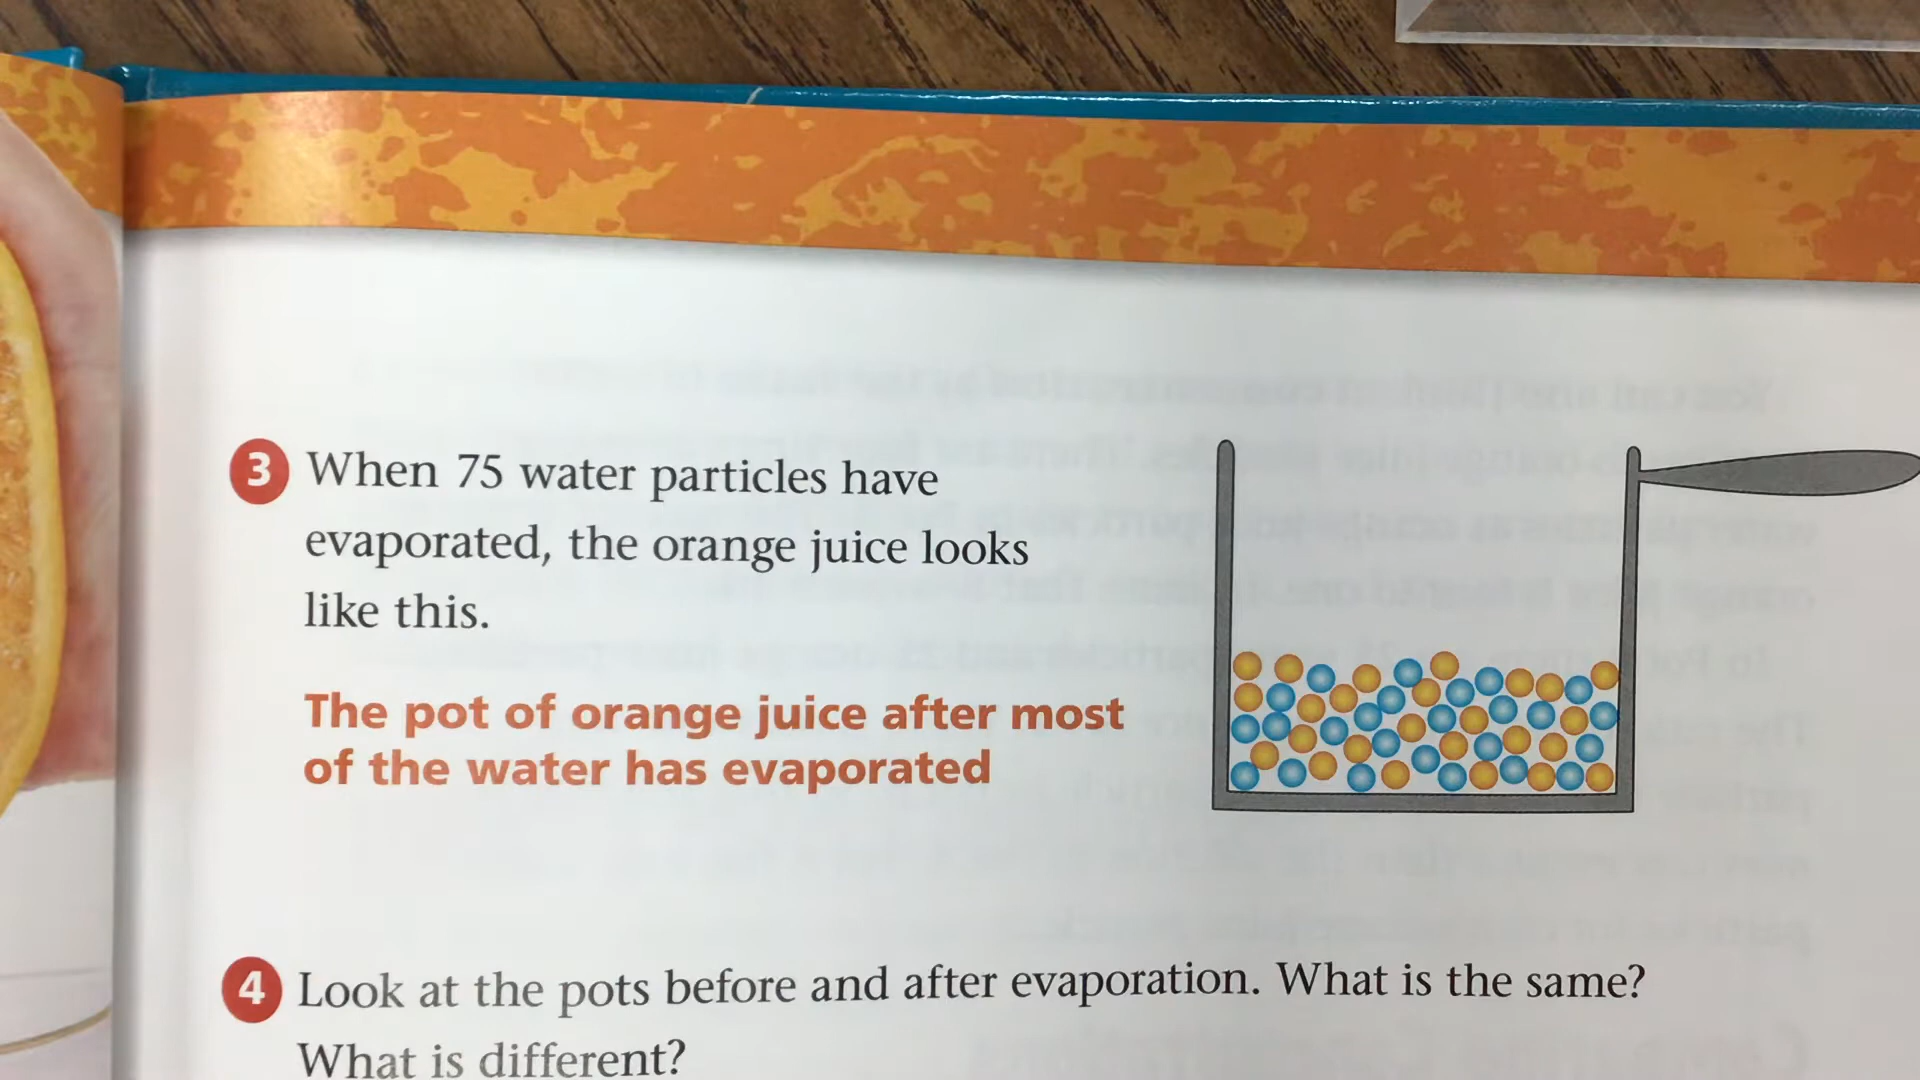 3 When 75 water particles have
evaporated, the orange juice looks
like this.
The pot of orange juice after most
of the water has evaporated
4 Look at the pots before and after evaporation. What is the same?
What is different?